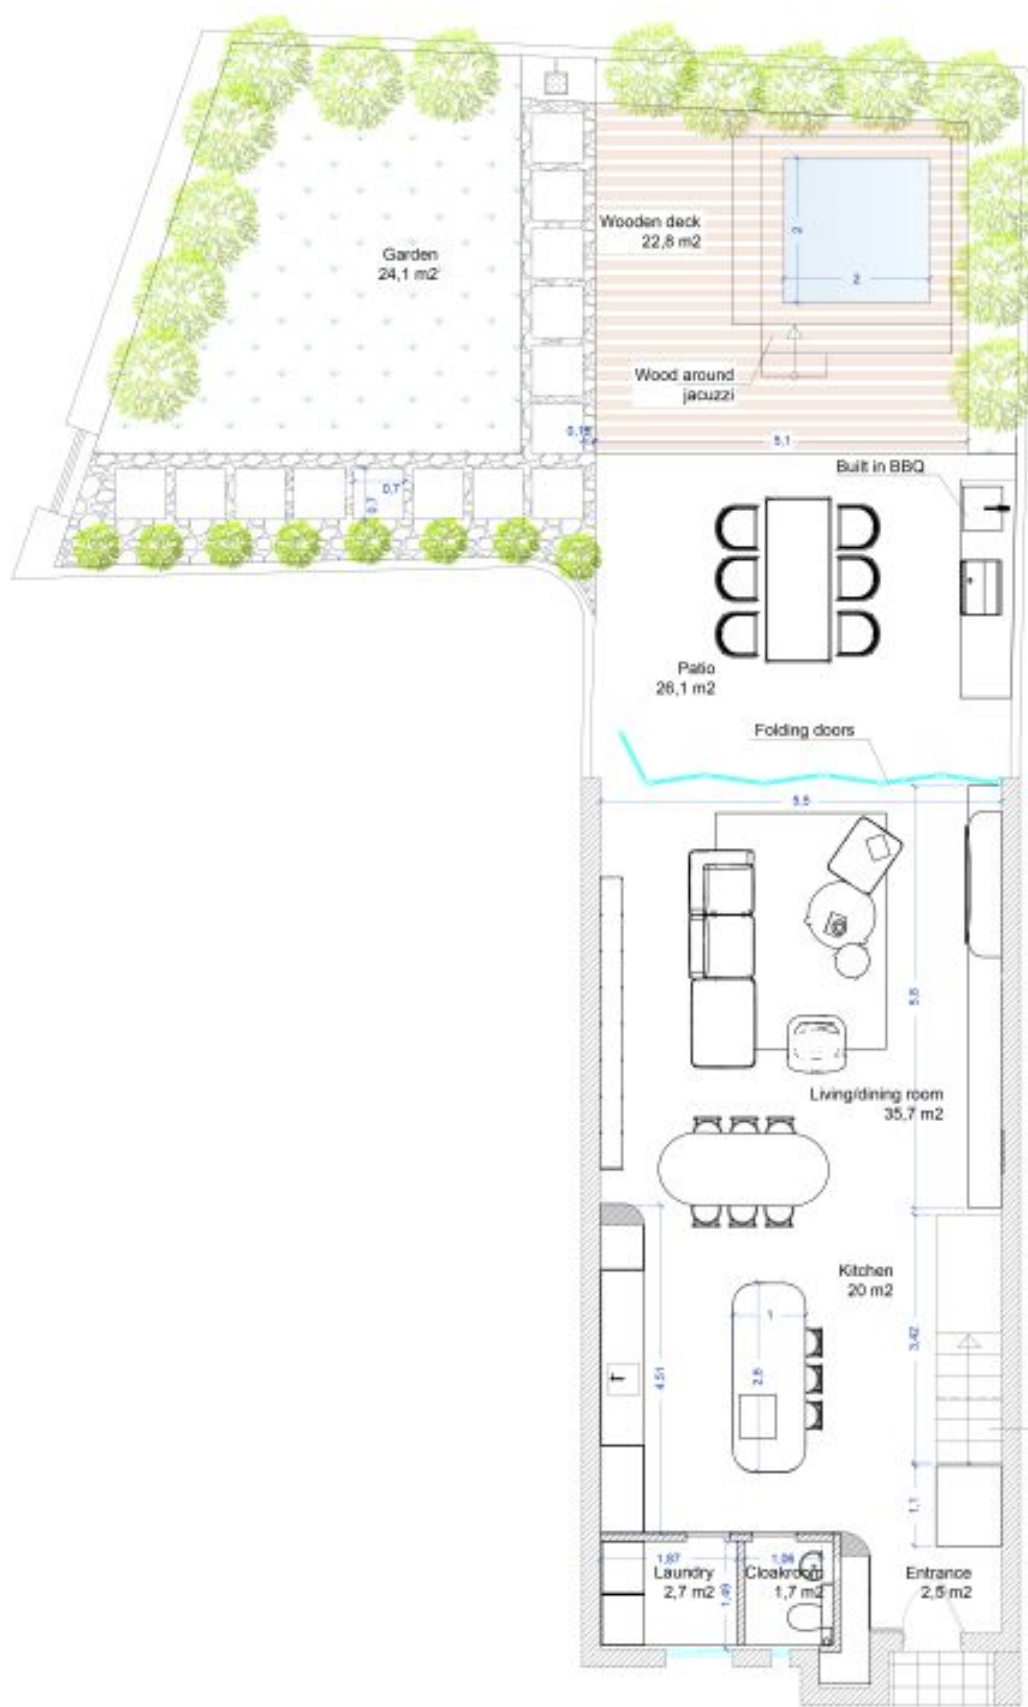 2
Wooden deck
22,8 m2
Garden
24,1 m2
2
Wood around
jacuzzi
5,1
Built in BBQ
0,7
0,7
Patio
26,1 m2
Folding doors
5,5
5,8
Living/dining room
35,7 m2
Kitchen
20 m2
1
3,42
2,6
4,51
1,1
1,87
1,06
Laundry
2,7 m2
Cloakroom
1,7 m2
Entrance
2,5 m2
1,49